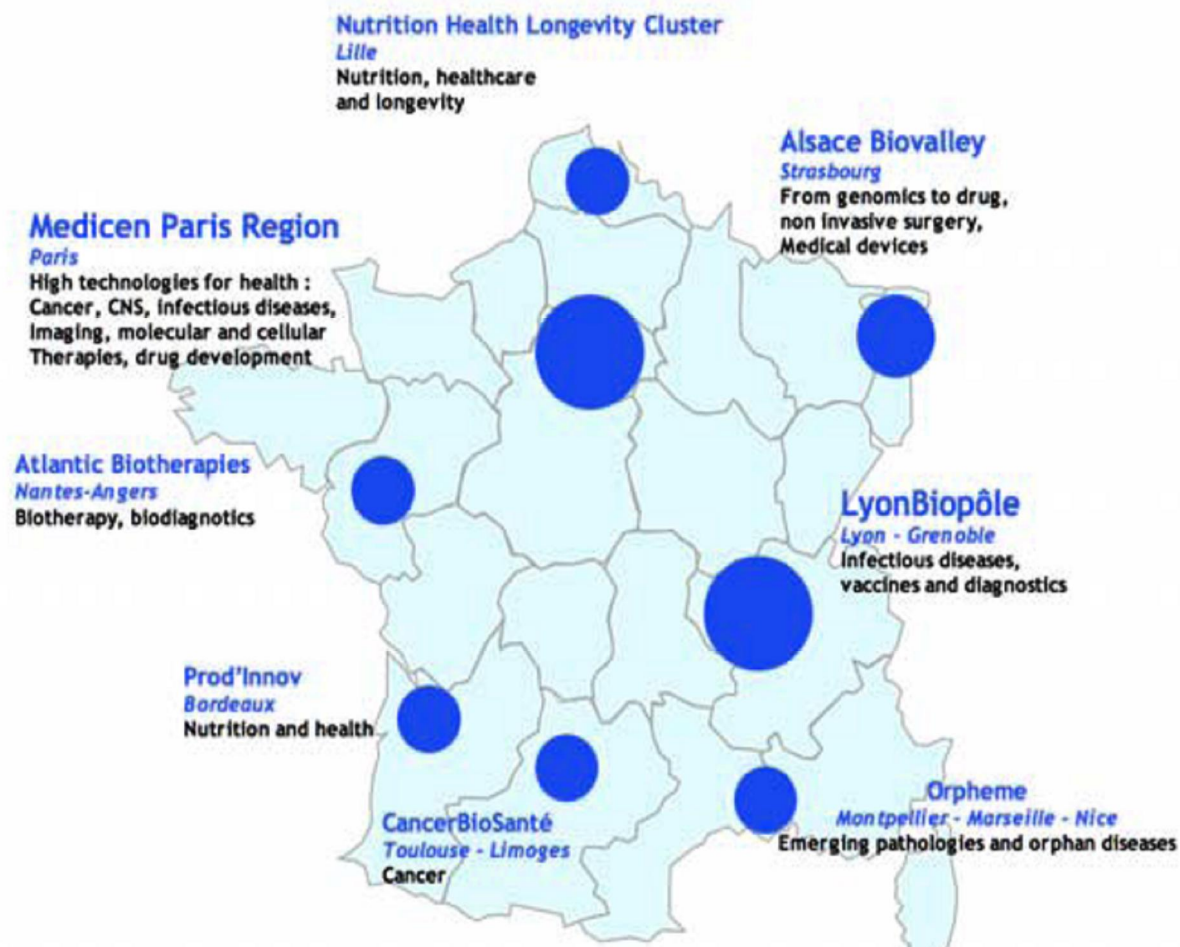 Nutrition Health Longevity Cluster
Lille
Nutrition, healthcare
and longevity
Alsace Biovalley
Strasbourg
From genomics to drug,
non invasive surgery,
Medical devices
Medicen Paris Region
Paris
High technologies for health :
Cancer, CNS, infectious diseases,
Imaging, molecular and cellular
Therapies, drug development
Atlantic Biotherapies
Nantes-Angers
Biotherapy, biodiagnotics
LyonBiopôle
Lyon - Grenoble
Infectious diseases,
vaccines and diagnostics
Prod'Innov
Bordeaux
Nutrition and health
CancerBioSanté
Toulouse - Limoges
Cancer
Orpheme
Montpellier - Marseille - Nice
Emerging pathologies and orphan diseases